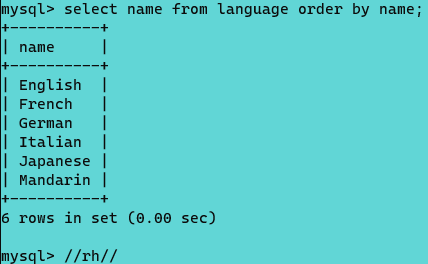 mysql> select name from language order by name;
+----------+
| name     |
+----------+
| English  |
| French   |
| German   |
| Italian  |
| Japanese |
| Mandarin |
+----------+
6 rows in set (0.00 sec)
mysql> //rh//